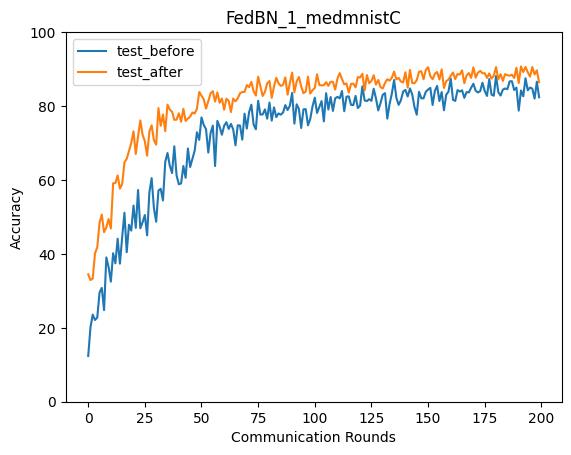 FedBN_1_medmnistC
test_before
test_after
Accuracy
100
80
60
40
20
0
0 25 50 75 100 125 150 175 200
Communication Rounds